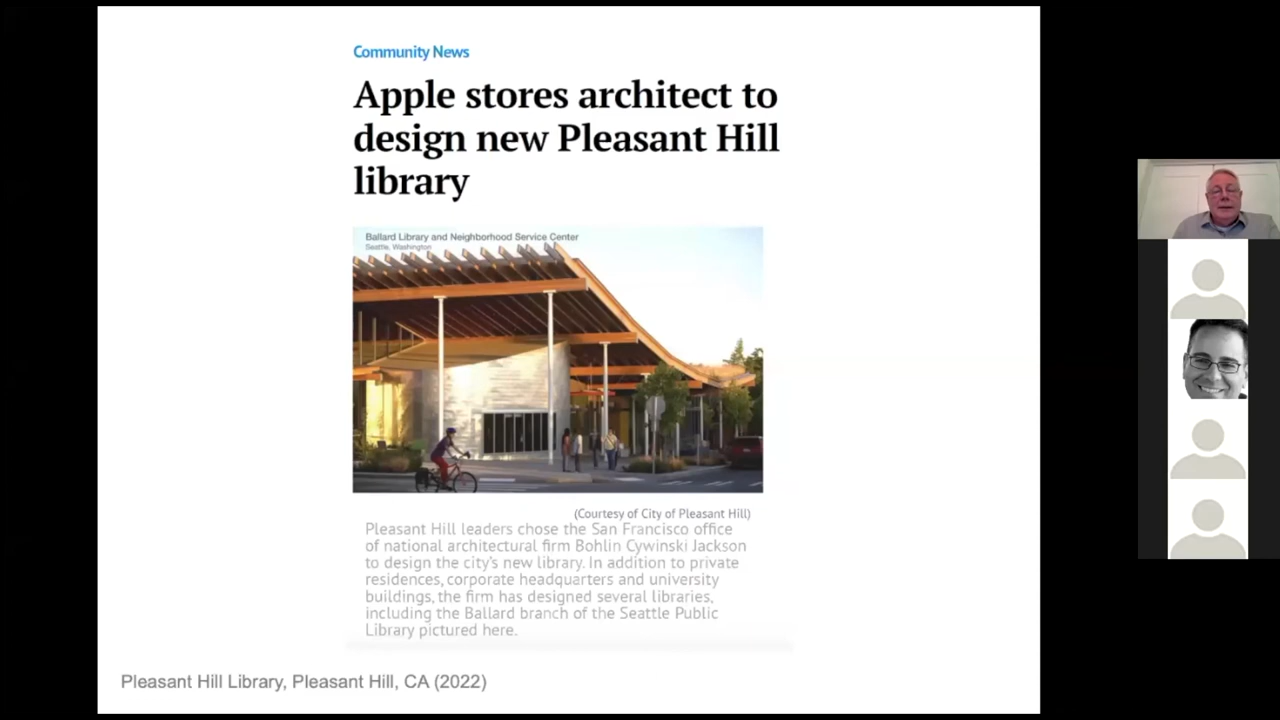 Community News
Apple stores architect to
design new Pleasant Hill
library
Ballard Library and Neighborhood Service Center
Seattle, Washington
(Courtesy of City of Pleasant Hill)
Pleasant Hill leaders chose the San Francisco office
of national architectural firm Bohlin Cywinski Jackson
to design the city's new library. In addition to private
residences, corporate headquarters and university
buildings, the firm has designed several libraries,
including the Ballard branch of the Seattle Public
Library pictured here.
Pleasant Hill Library, Pleasant Hill, CA (2022)